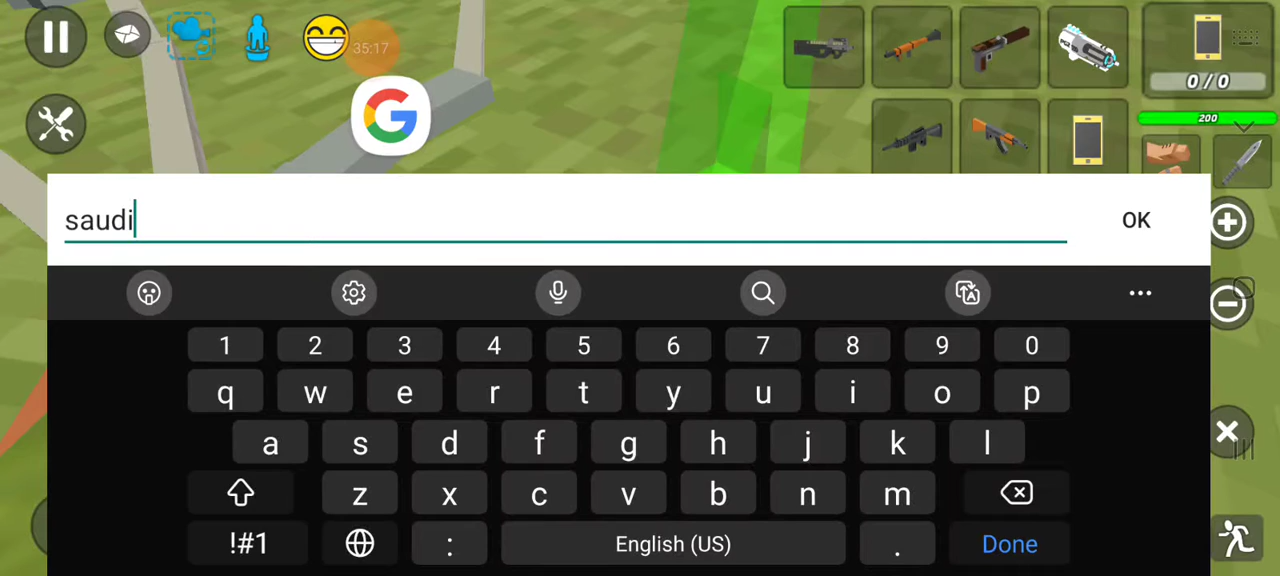 35:17
0 / 0
200
saudi
OK
1 2 3 4 5 6 7 8 9 0
q w e r t y u i o p
a s d f g h j k l
z x c v b n m
!#1 : English (US) . Done